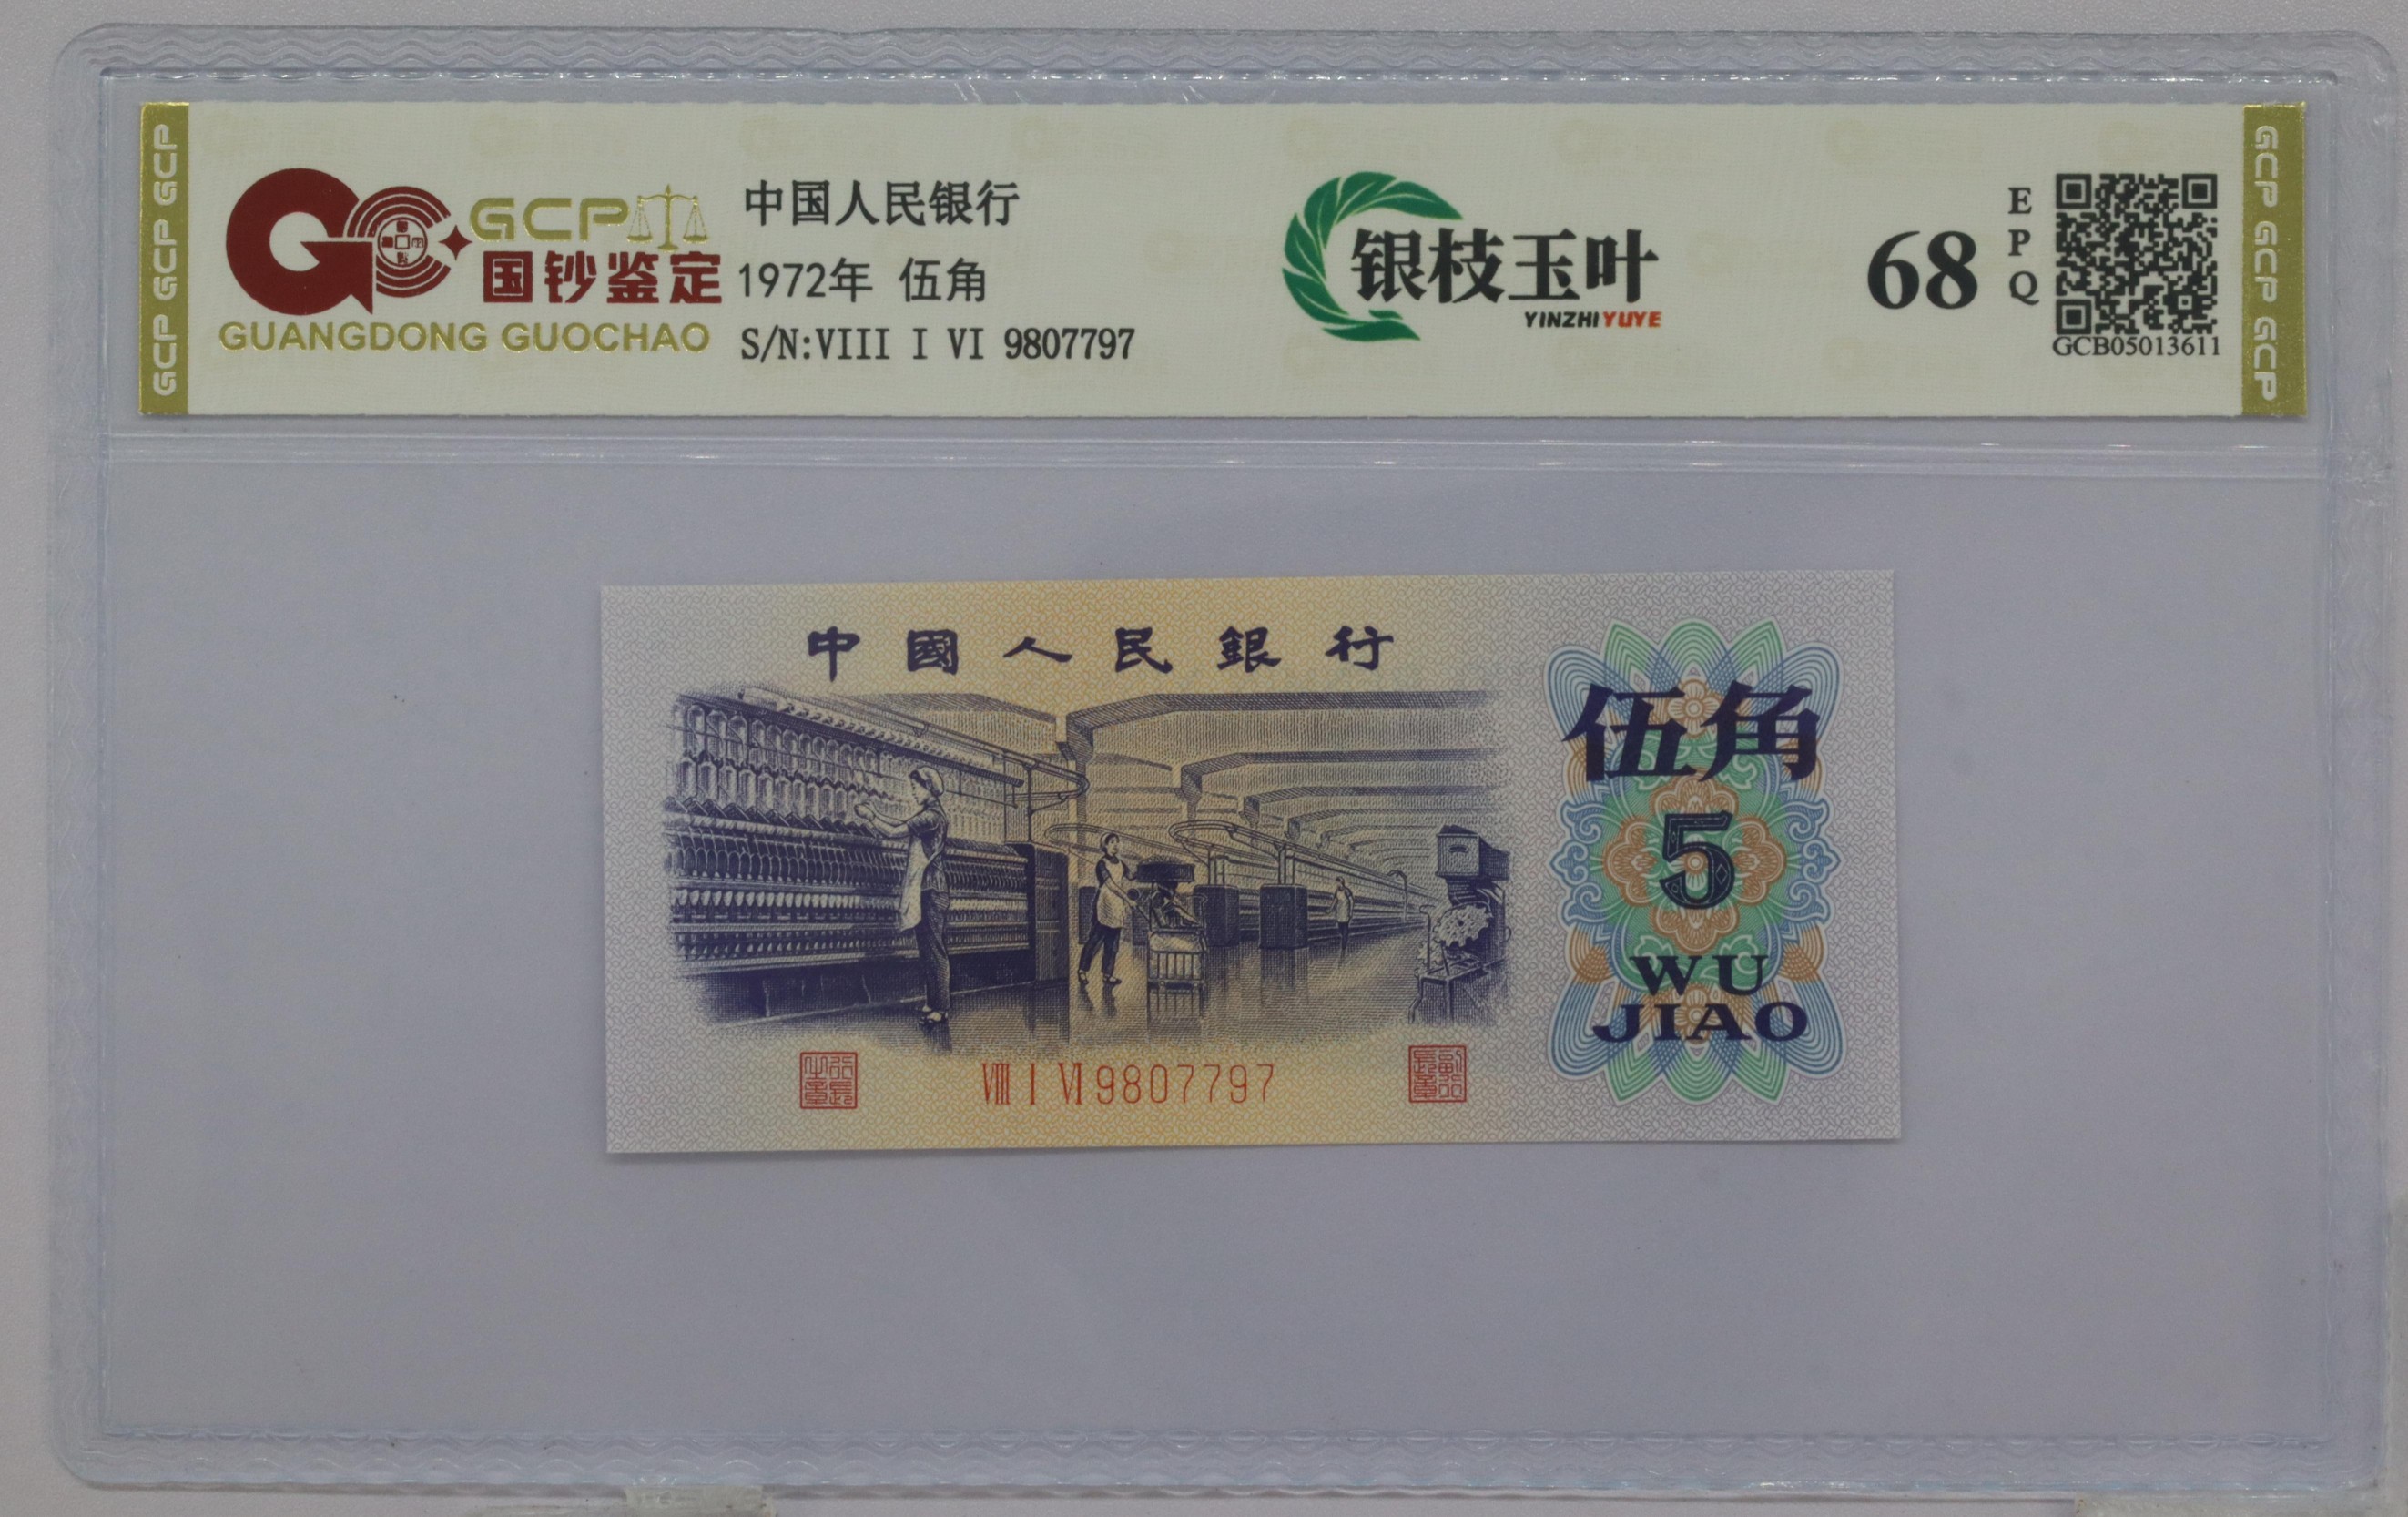 GCP GCP GCP
GCP
国钞鉴定
GUANGDONG GUOCHAO
中国人民银行
1972年 伍角
S/N:VIII I VI 9807797
银枝玉叶
YINZHIYUYE
68
EPQ
GCB05013611
GCP GCP GCP
中國人民銀行
伍角
5
WU
JIAO
VIII I VI 9807797